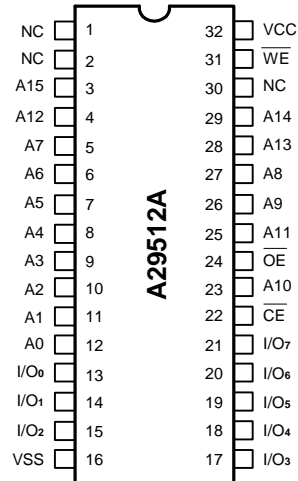 NC 1 32 VCC
NC 2 31 W̅E̅
A15 3 30 NC
A12 4 29 A14
A7 5 28 A13
A6 6 27 A8
A5 7 26 A9
A4 8 25 A11
A3 9 24 O̅E̅
A2 10 23 A10
A1 11 22 C̅E̅
A0 12 21 I/O₇
I/O₀ 13 20 I/O₆
I/O₁ 14 19 I/O₅
I/O₂ 15 18 I/O₄
VSS 16 17 I/O₃
A29512A